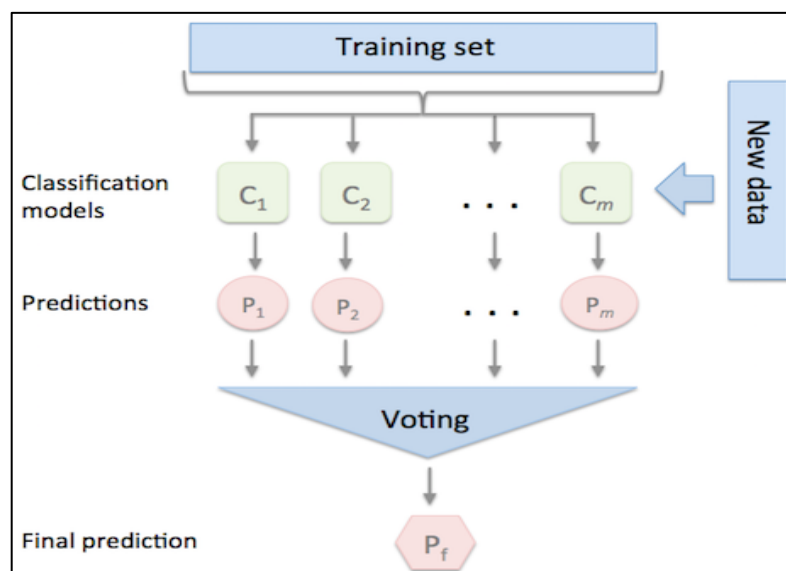 Training set
New data
Classification
models
C1 C2 . . . Cm
Predictions
P1 P2 . . . Pm
Voting
Final prediction
Pf